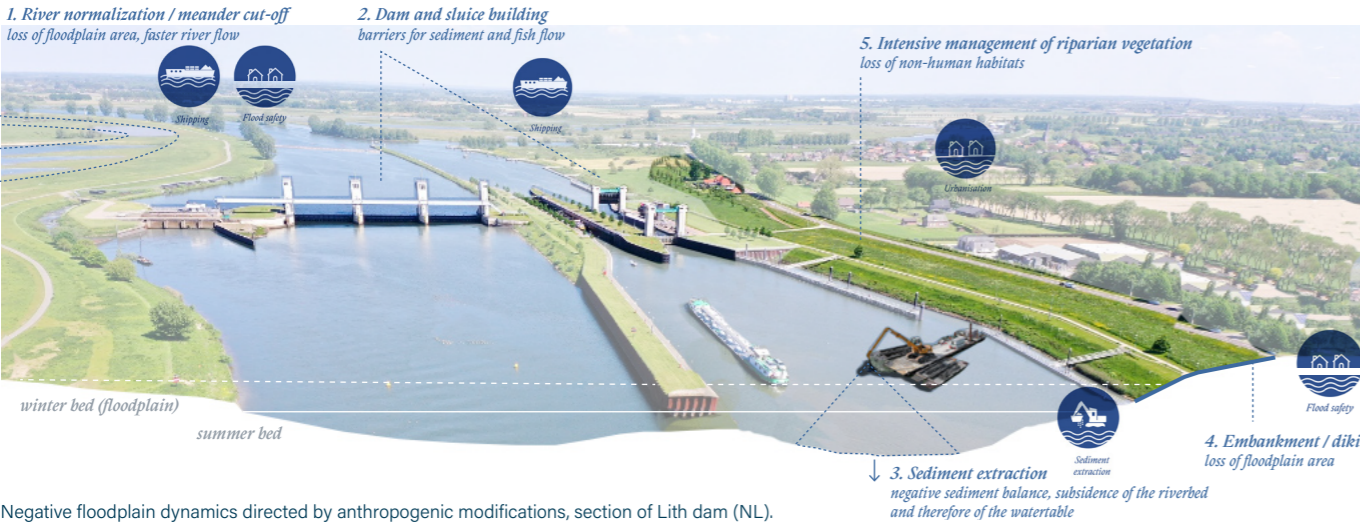 1. River normalization / meander cut-off
loss of floodplain area, faster river flow
Shipping
Flood safety
2. Dam and sluice building
barriers for sediment and fish flow
Shipping
5. Intensive management of riparian vegetation
loss of non-human habitats
Urbanisation
winter bed (floodplain)
summer bed
Sediment
extraction
3. Sediment extraction
negative sediment balance, subsidence of the riverbed
and therefore of the watertable
Flood safety
4. Embankment / diki
loss of floodplain area
Negative floodplain dynamics directed by anthropogenic modifications, section of Lith dam (NL).